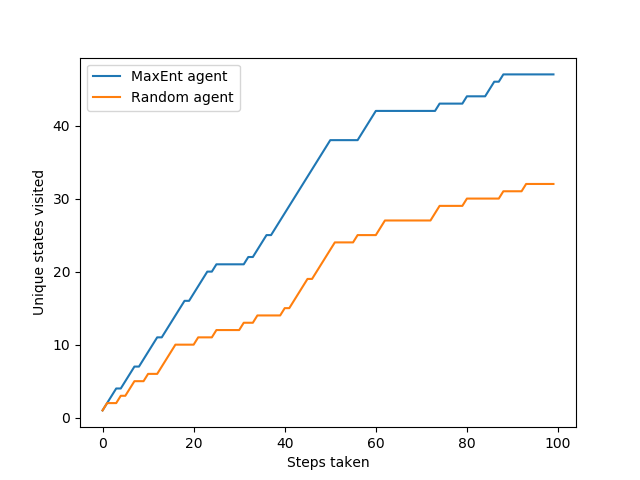 MaxEnt agent
Random agent
Unique states visited
40
30
20
10
0
0 20 40 60 80 100
Steps taken